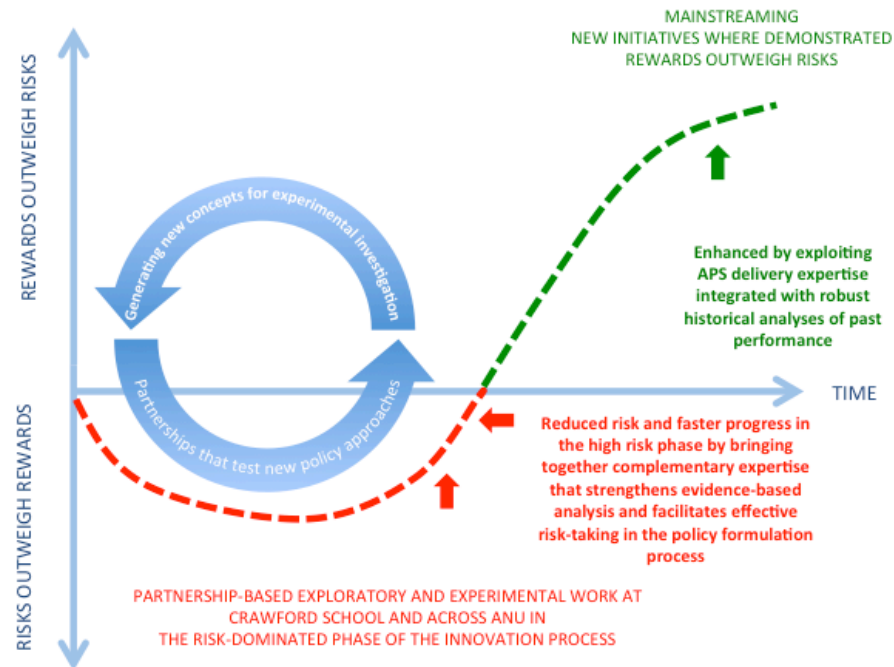 MAINSTREAMING
NEW INITIATIVES WHERE DEMONSTRATED
REWARDS OUTWEIGH RISKS
REWARDS OUTWEIGH RISKS
Generating new concepts for experimental investigation
Partnerships that test new policy approaches
Enhanced by exploiting
APS delivery expertise
integrated with robust
historical analyses of past
performance
TIME
RISKS OUTWEIGH REWARDS
Reduced risk and faster progress in
the high risk phase by bringing
together complementary expertise
that strengthens evidence-based
analysis and facilitates effective
risk-taking in the policy formulation
process
PARTNERSHIP-BASED EXPLORATORY AND EXPERIMENTAL WORK AT
CRAWFORD SCHOOL AND ACROSS ANU IN
THE RISK-DOMINATED PHASE OF THE INNOVATION PROCESS